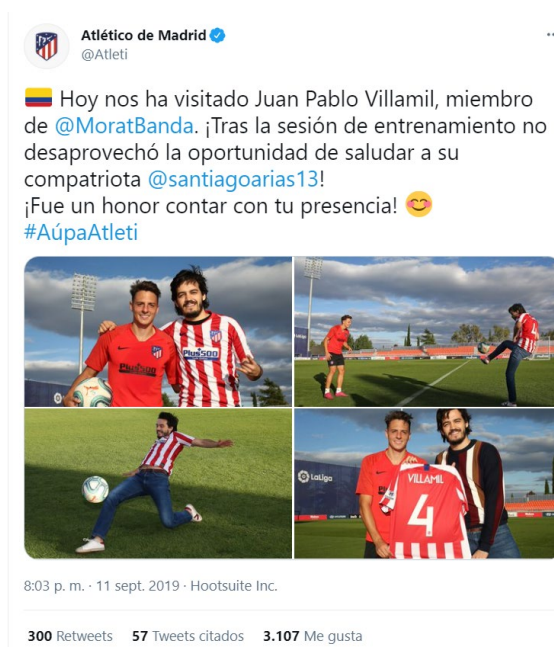 Atlético de Madrid
@Atleti
Hoy nos ha visitado Juan Pablo Villamil, miembro
de @MoratBanda. ¡Tras la sesión de entrenamiento no
desaprovechó la oportunidad de saludar a su
compatriota @santiagoarias13!
¡Fue un honor contar con tu presencia! 😊
#AúpaAtleti
Plus500
Plus500
LaLiga
VILLAMIL
4
8:03 p. m. · 11 sept. 2019 · Hootsuite Inc.
300 Retweets 57 Tweets citados 3.107 Me gusta